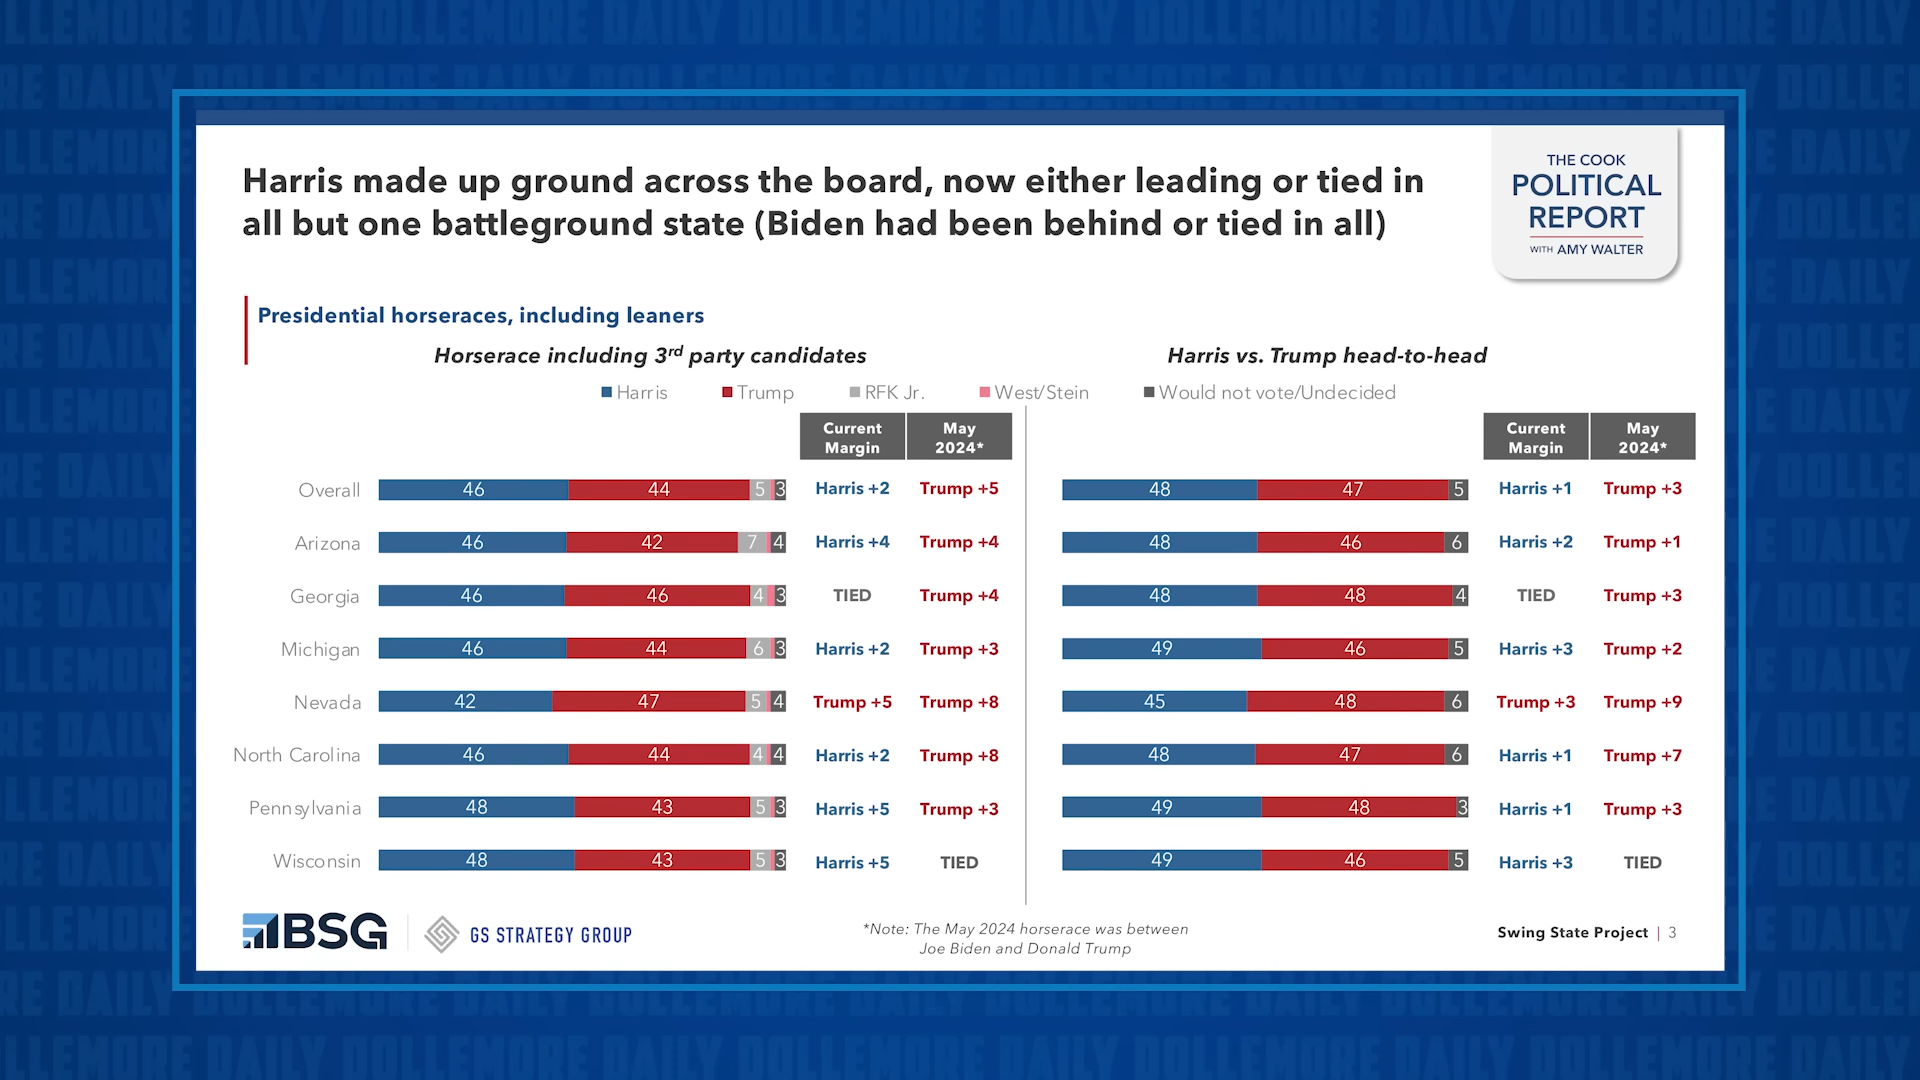 Harris made up ground across the board, now either leading or tied in
all but one battleground state (Biden had been behind or tied in all)
THE COOK
POLITICAL
REPORT
WITH AMY WALTER
Presidential horseraces, including leaners
Horserace including 3rd party candidates
Harris vs. Trump head-to-head
Harris Trump RFK Jr. West/Stein Would not vote/Undecided
Current Margin May 2024* Current Margin May 2024*
Overall 46 44 5 3 Harris +2 Trump +5 48 47 5 Harris +1 Trump +3
Arizona 46 42 7 4 Harris +4 Trump +4 48 46 6 Harris +2 Trump +1
Georgia 46 46 4 3 TIED Trump +4 48 48 4 TIED Trump +3
Michigan 46 44 6 3 Harris +2 Trump +3 49 46 5 Harris +3 Trump +2
Nevada 42 47 5 4 Trump +5 Trump +8 45 48 6 Trump +3 Trump +9
North Carolina 46 44 4 4 Harris +2 Trump +8 48 47 6 Harris +1 Trump +7
Pennsylvania 48 43 5 3 Harris +5 Trump +3 49 48 3 Harris +1 Trump +3
Wisconsin 48 43 5 3 Harris +5 TIED 49 46 5 Harris +3 TIED
BSG
GS STRATEGY GROUP
*Note: The May 2024 horserace was between
Joe Biden and Donald Trump
Swing State Project | 3
DOLLEMORE DAILY